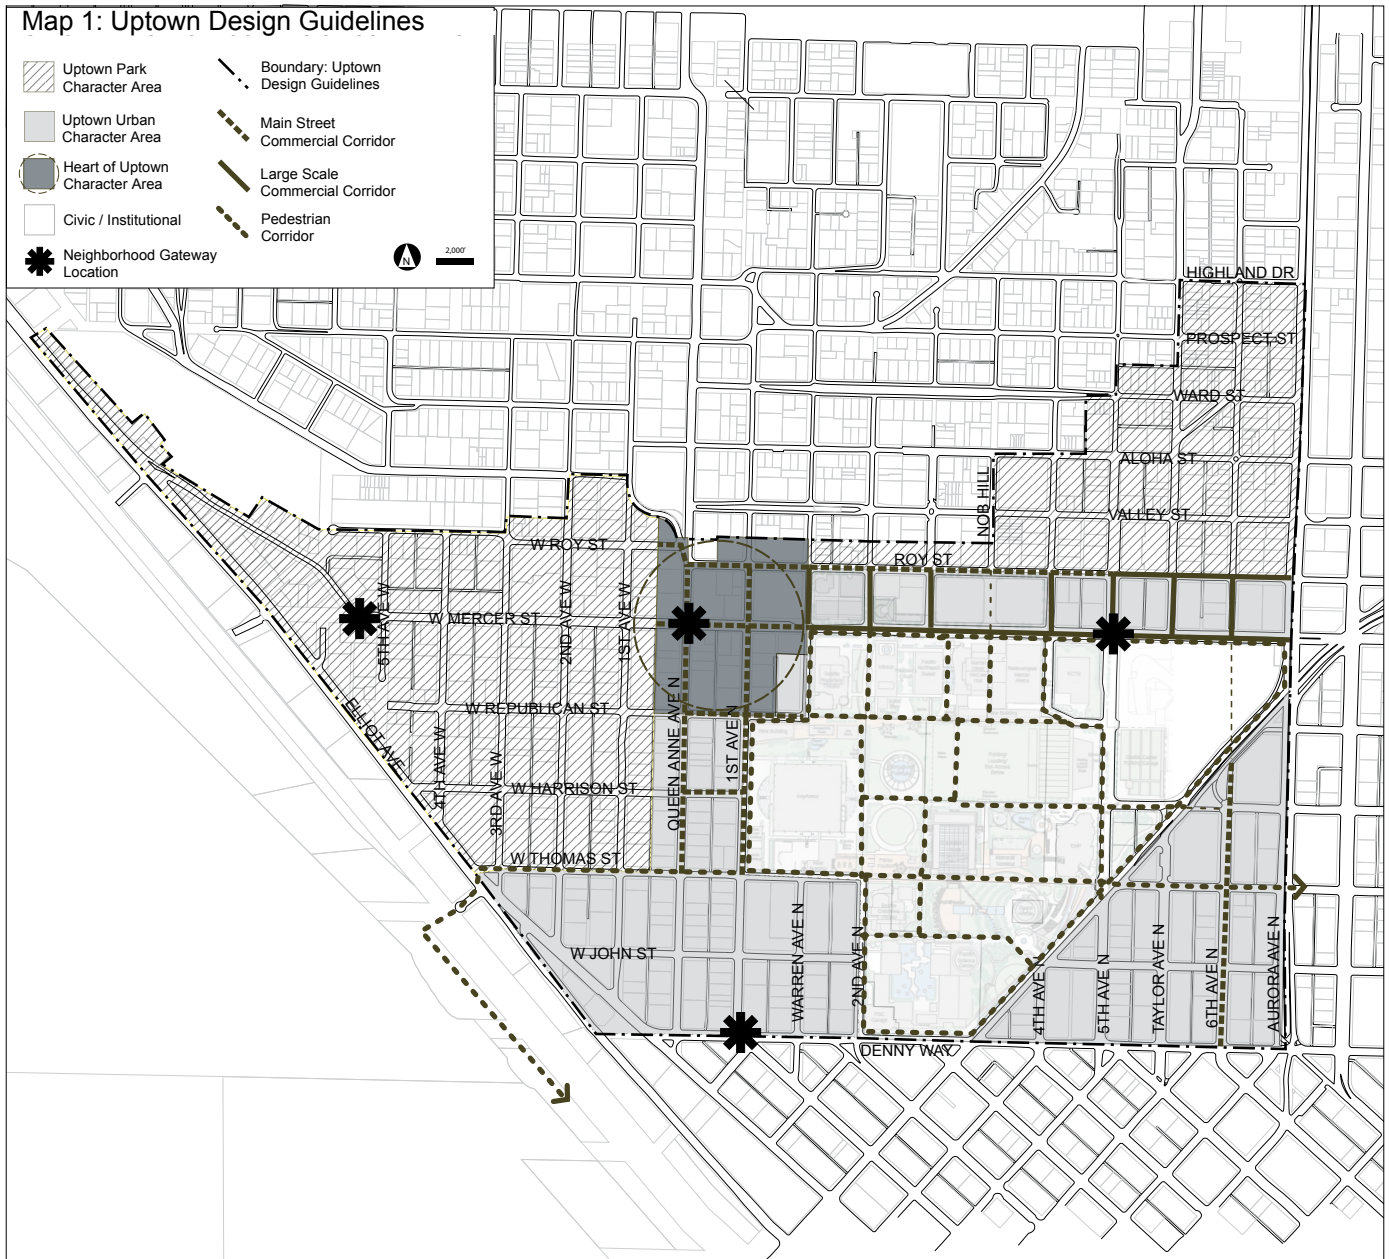 Map 1: Uptown Design Guidelines
Uptown Park
Character Area
Uptown Urban
Character Area
Heart of Uptown
Character Area
Civic / Institutional
Neighborhood Gateway
Location
Boundary: Uptown
Design Guidelines
Main Street
Commercial Corridor
Large Scale
Commercial Corridor
Pedestrian
Corridor
N
2,000'
HIGHLAND DR
PROSPECT ST
WARD ST
ALOHA ST
NOB HILL
VALLEY ST
W ROY ST
ROY ST
W MERCER ST
5TH AVE W
2ND AVE W
1ST AVE W
W REPUBLICAN ST
QUEEN ANNE AVE N
1ST AVE N
ELLIOT AVE
4TH AVE W
3RD AVE W
W HARRISON ST
W THOMAS ST
W JOHN ST
WARREN AVE N
2ND AVE N
4TH AVE N
5TH AVE N
TAYLOR AVE N
6TH AVE N
AURORA AVE N
DENNY WAY